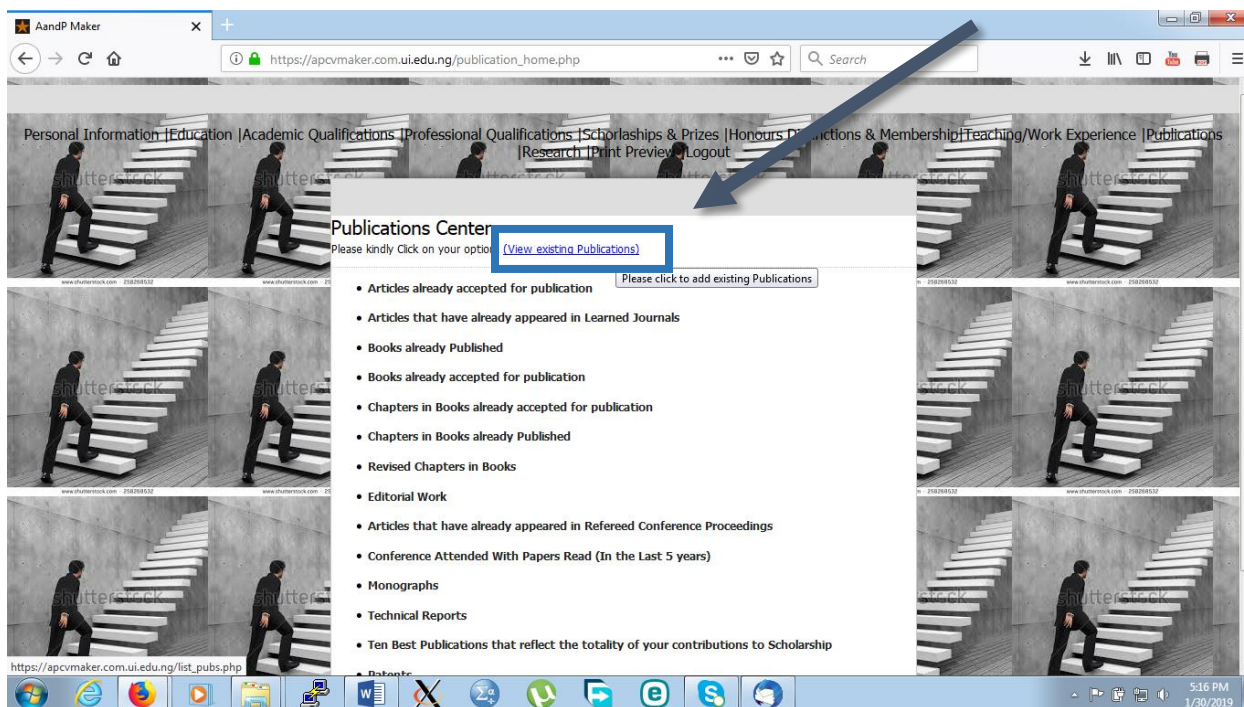 AandP Maker
https://apcvmaker.com.ui.edu.ng/publication_home.php
Search
Personal Information |Education |Academic Qualifications |Professional Qualifications |Schorlaships & Prizes |Honours Distinctions & Membership|Teaching/Work Experience |Publications
|Research |Print Preview |Logout
Publications Center
Please kindly Click on your option (View existing Publications)
Please click to add existing Publications
• Articles already accepted for publication
• Articles that have already appeared in Learned Journals
• Books already Published
• Books already accepted for publication
• Chapters in Books already accepted for publication
• Chapters in Books already Published
• Revised Chapters in Books
• Editorial Work
• Articles that have already appeared in Refereed Conference Proceedings
• Conference Attended With Papers Read (In the Last 5 years)
• Monographs
• Technical Reports
• Ten Best Publications that reflect the totality of your contributions to Scholarship
• Patents
shutterstock
www.shutterstock.com · 258268532
https://apcvmaker.com.ui.edu.ng/list_pubs.php
5:16 PM
1/30/2019